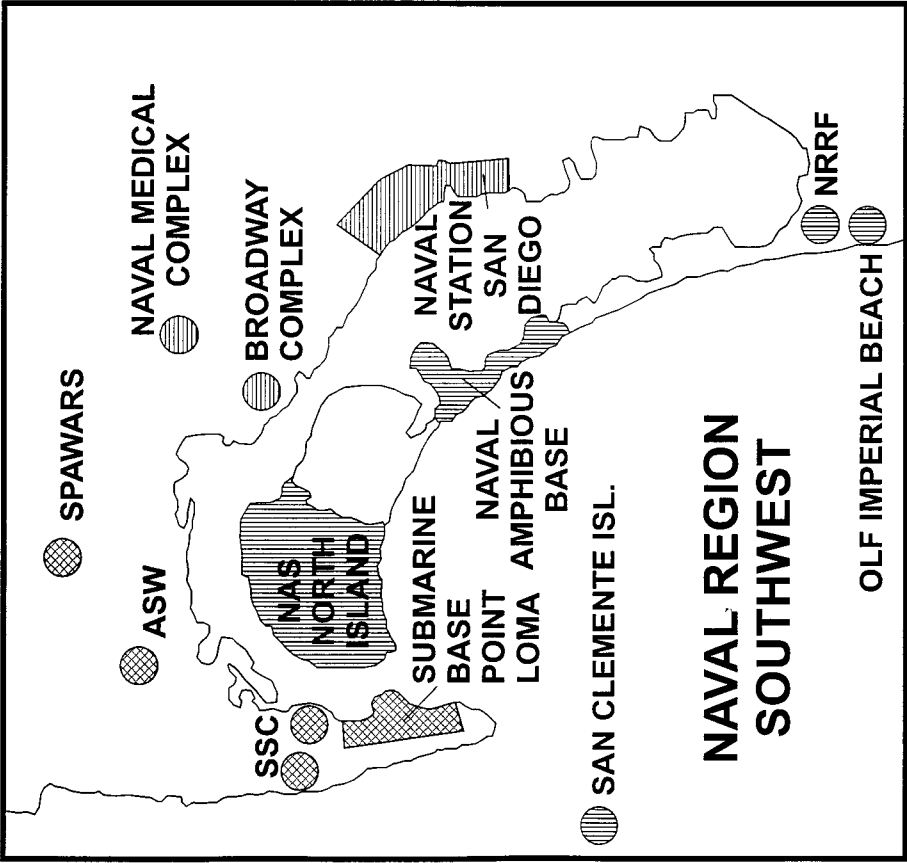 SPAWARS
ASW
NAVAL MEDICAL
COMPLEX
BROADWAY
COMPLEX
SSC
NAS
NORTH
ISLAND
NAVAL
STATION
SAN
DIEGO
SUBMARINE
BASE
POINT
LOMA
NAVAL
AMPHIBIOUS
BASE
SAN CLEMENTE ISL.
NAVAL REGION
SOUTHWEST
NRRF
OLF IMPERIAL BEACH